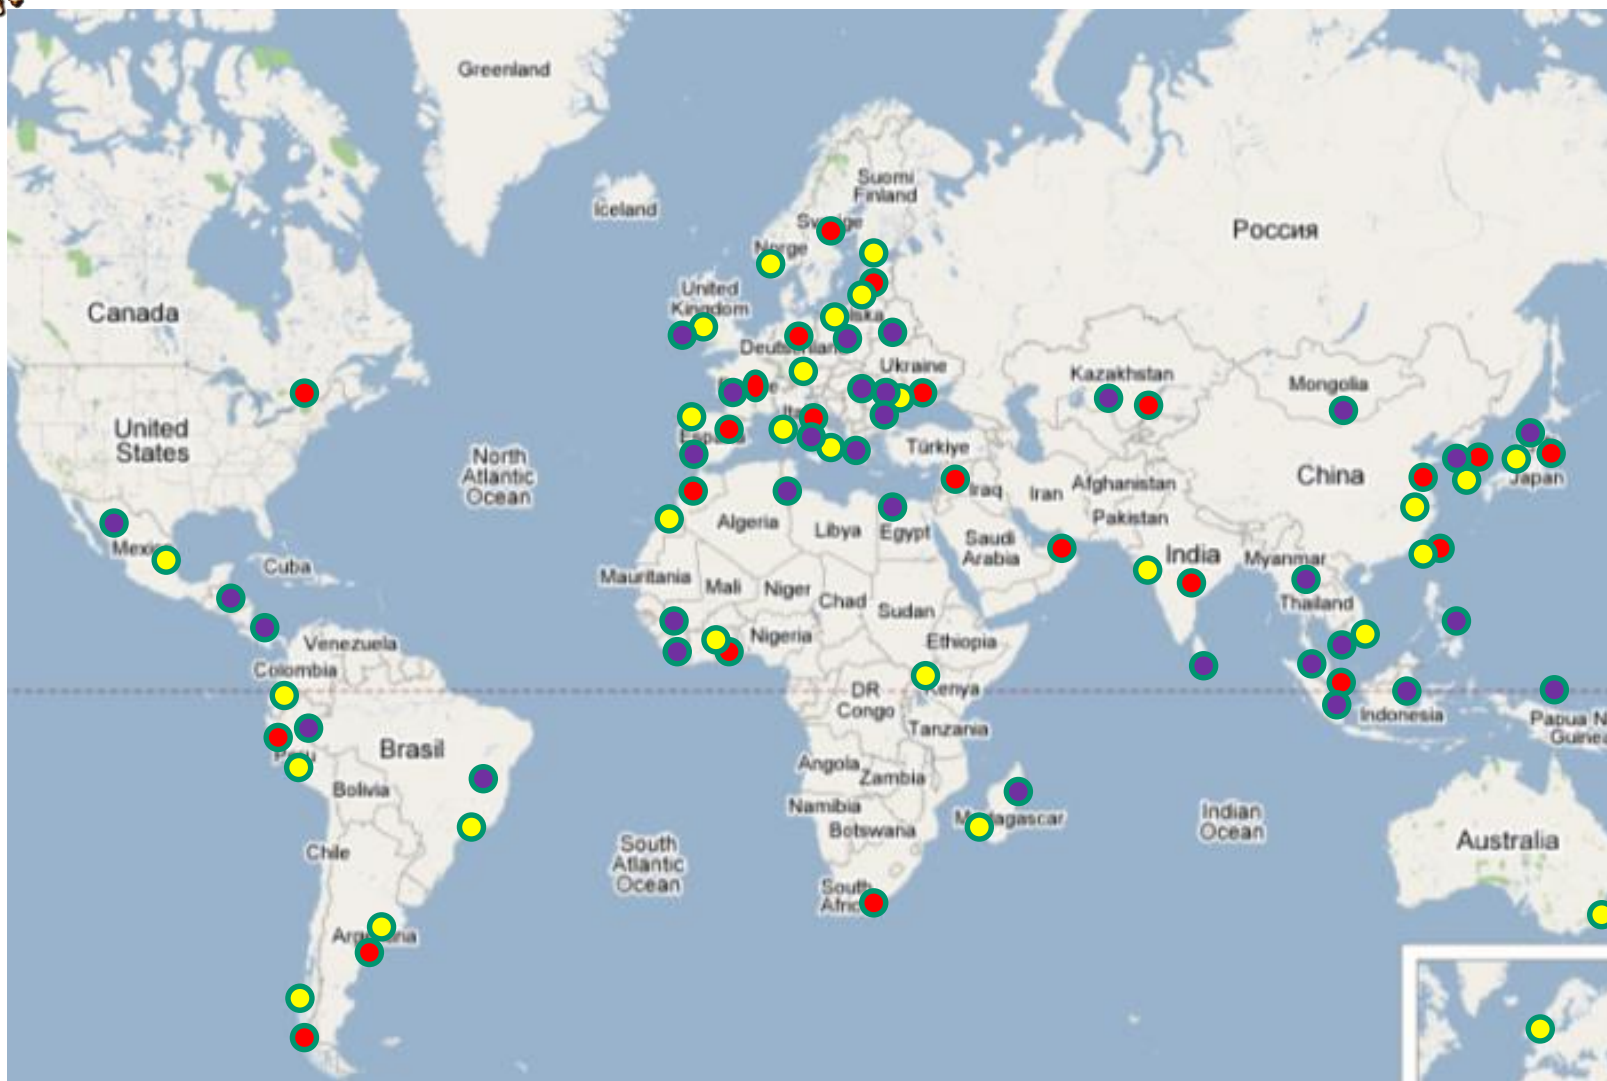 Greenland
Suomi
Finland
Iceland
Россия
Norge
United
Kingdom
Canada
Ukraine
Kazakhstan
Mongolia
United
States
Türkiye
North
Atlantic
Ocean
China
Japan
Iraq
Iran
Afghanistan
Pakistan
Algeria
Libya
Egypt
Saudi
Arabia
India
Myanmar
Cuba
Mauritania
Mali
Niger
Chad
Sudan
Thailand
Nigeria
Ethiopia
Venezuela
Colombia
DR
Congo
Kenya
Indonesia
Papua N
Guinea
Tanzania
Brasil
Angola
Zambia
Bolivia
Namibia
Botswana
Indian
Ocean
Chile
South
Atlantic
Ocean
Australia
South